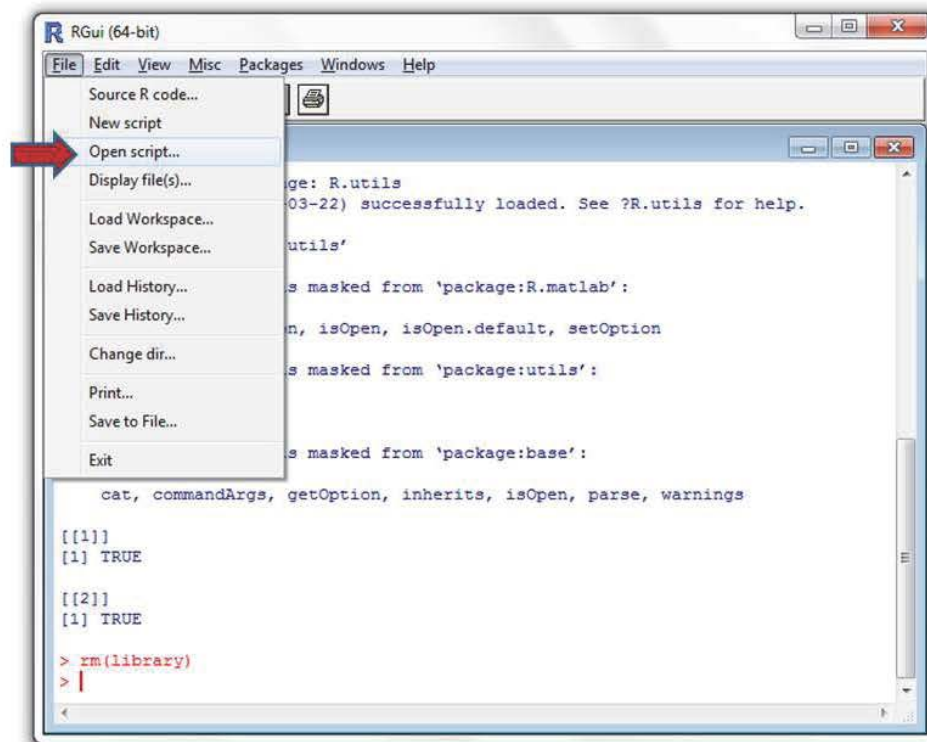 RGui (64-bit)
File Edit View Misc Packages Windows Help
Source R code...
New script
Open script...
Display file(s)...
Load Workspace...
Save Workspace...
Load History...
Save History...
Change dir...
Print...
Save to File...
Exit
ge: R.utils
03-22) successfully loaded. See ?R.utils for help.
utils’
s masked from ‘package:R.matlab’:
n, isOpen, isOpen.default, setOption
s masked from ‘package:utils’:
s masked from ‘package:base’:
cat, commandArgs, getOption, inherits, isOpen, parse, warnings
[[1]]
[1] TRUE
[[2]]
[1] TRUE
> rm(library)
>